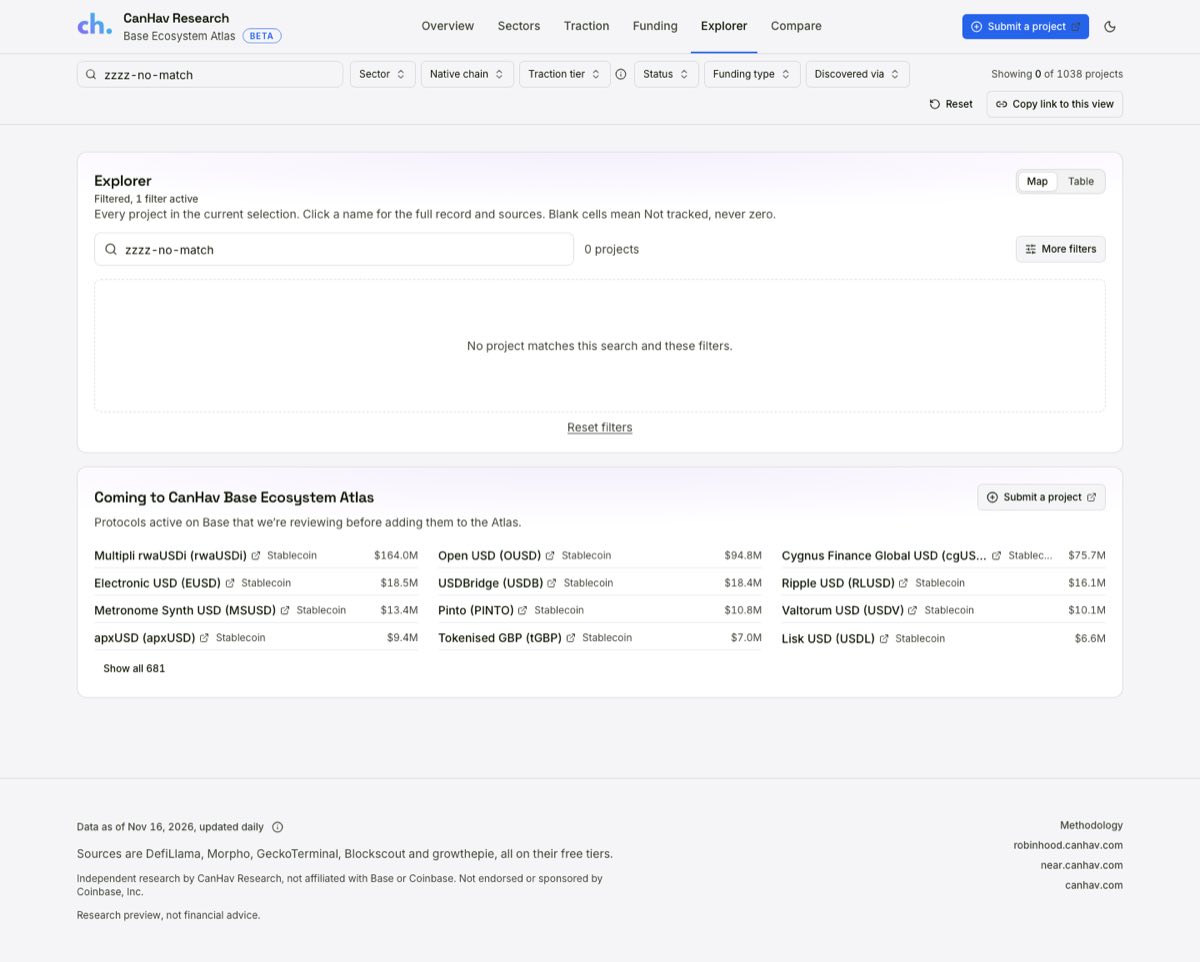 ch.
CanHav Research
Base Ecosystem Atlas BETA
Overview Sectors Traction Funding Explorer Compare
Submit a project
zzzz-no-match
Sector Native chain Traction tier Status Funding type Discovered via
Showing 0 of 1038 projects
Reset Copy link to this view
Explorer
Map Table
Filtered, 1 filter active
Every project in the current selection. Click a name for the full record and sources. Blank cells mean Not tracked, never zero.
zzzz-no-match 0 projects More filters
No project matches this search and these filters.
Reset filters
Coming to CanHav Base Ecosystem Atlas
Submit a project
Protocols active on Base that we're reviewing before adding them to the Atlas.
Multipli rwaUSDi (rwaUSDi) Stablecoin $164.0M Open USD (OUSD) Stablecoin $94.8M Cygnus Finance Global USD (cgUS... Stablec... $75.7M
Electronic USD (EUSD) Stablecoin $18.5M USDBridge (USDB) Stablecoin $18.4M Ripple USD (RLUSD) Stablecoin $16.1M
Metronome Synth USD (MSUSD) Stablecoin $13.4M Pinto (PINTO) Stablecoin $10.8M Valtorum USD (USDV) Stablecoin $10.1M
apxUSD (apxUSD) Stablecoin $9.4M Tokenised GBP (tGBP) Stablecoin $7.0M Lisk USD (USDL) Stablecoin $6.6M
Show all 681
Data as of Nov 16, 2026, updated daily
Sources are DefiLlama, Morpho, GeckoTerminal, Blockscout and growthepie, all on their free tiers.
Independent research by CanHav Research, not affiliated with Base or Coinbase. Not endorsed or sponsored by
Coinbase, Inc.
Research preview, not financial advice.
Methodology
robinhood.canhav.com
near.canhav.com
canhav.com